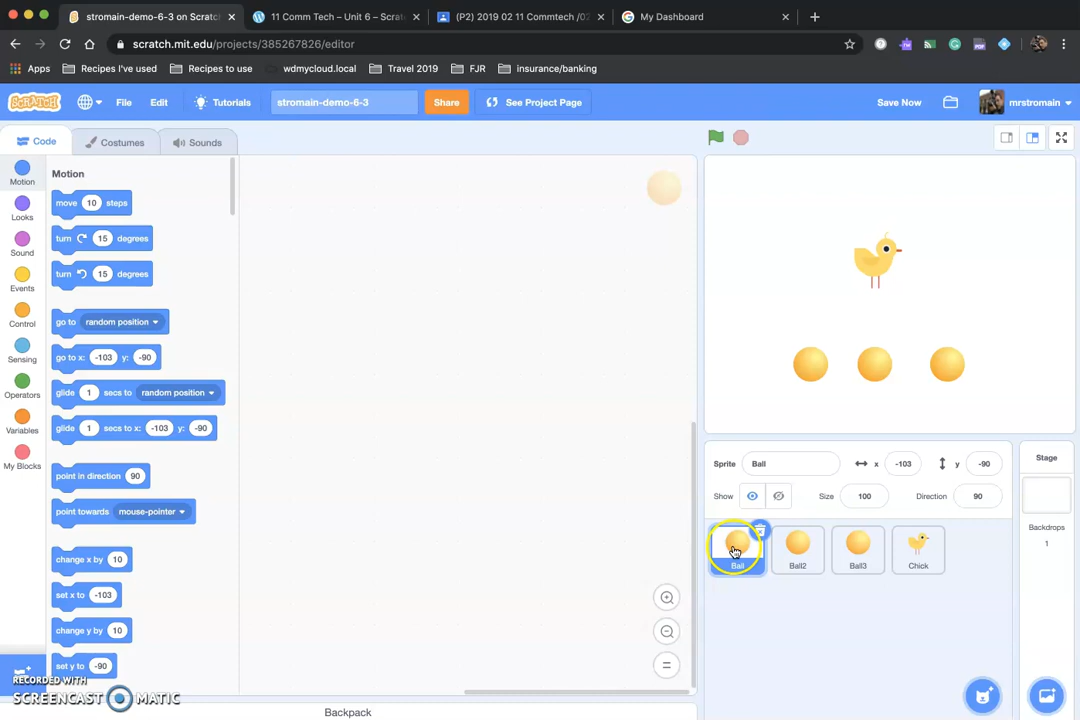 stromain-demo-6-3 on Scratc
11 Comm Tech – Unit 6 – Scrat
(P2) 2019 02 11 Commtech /02
My Dashboard
scratch.mit.edu/projects/385267826/editor
Apps
Recipes I've used
Recipes to use
wdmycloud.local
Travel 2019
FJR
insurance/banking
SCRATCH
File
Edit
Tutorials
stromain-demo-6-3
Share
See Project Page
Save Now
mrstromain
Code
Costumes
Sounds
Motion
Looks
Sound
Events
Control
Sensing
Operators
Variables
My Blocks
Motion
move 10 steps
turn 15 degrees
turn 15 degrees
go to random position
go to x: -103 y: -90
glide 1 secs to random position
glide 1 secs to x: -103 y: -90
point in direction 90
point towards mouse-pointer
change x by 10
set x to -103
change y by 10
set y to -90
Sprite Ball x -103 y -90
Show Size 100 Direction 90
Ball
Ball2
Ball3
Chick
Stage
Backdrops
1
Backpack
RECORDED WITH
SCREENCAST MATIC